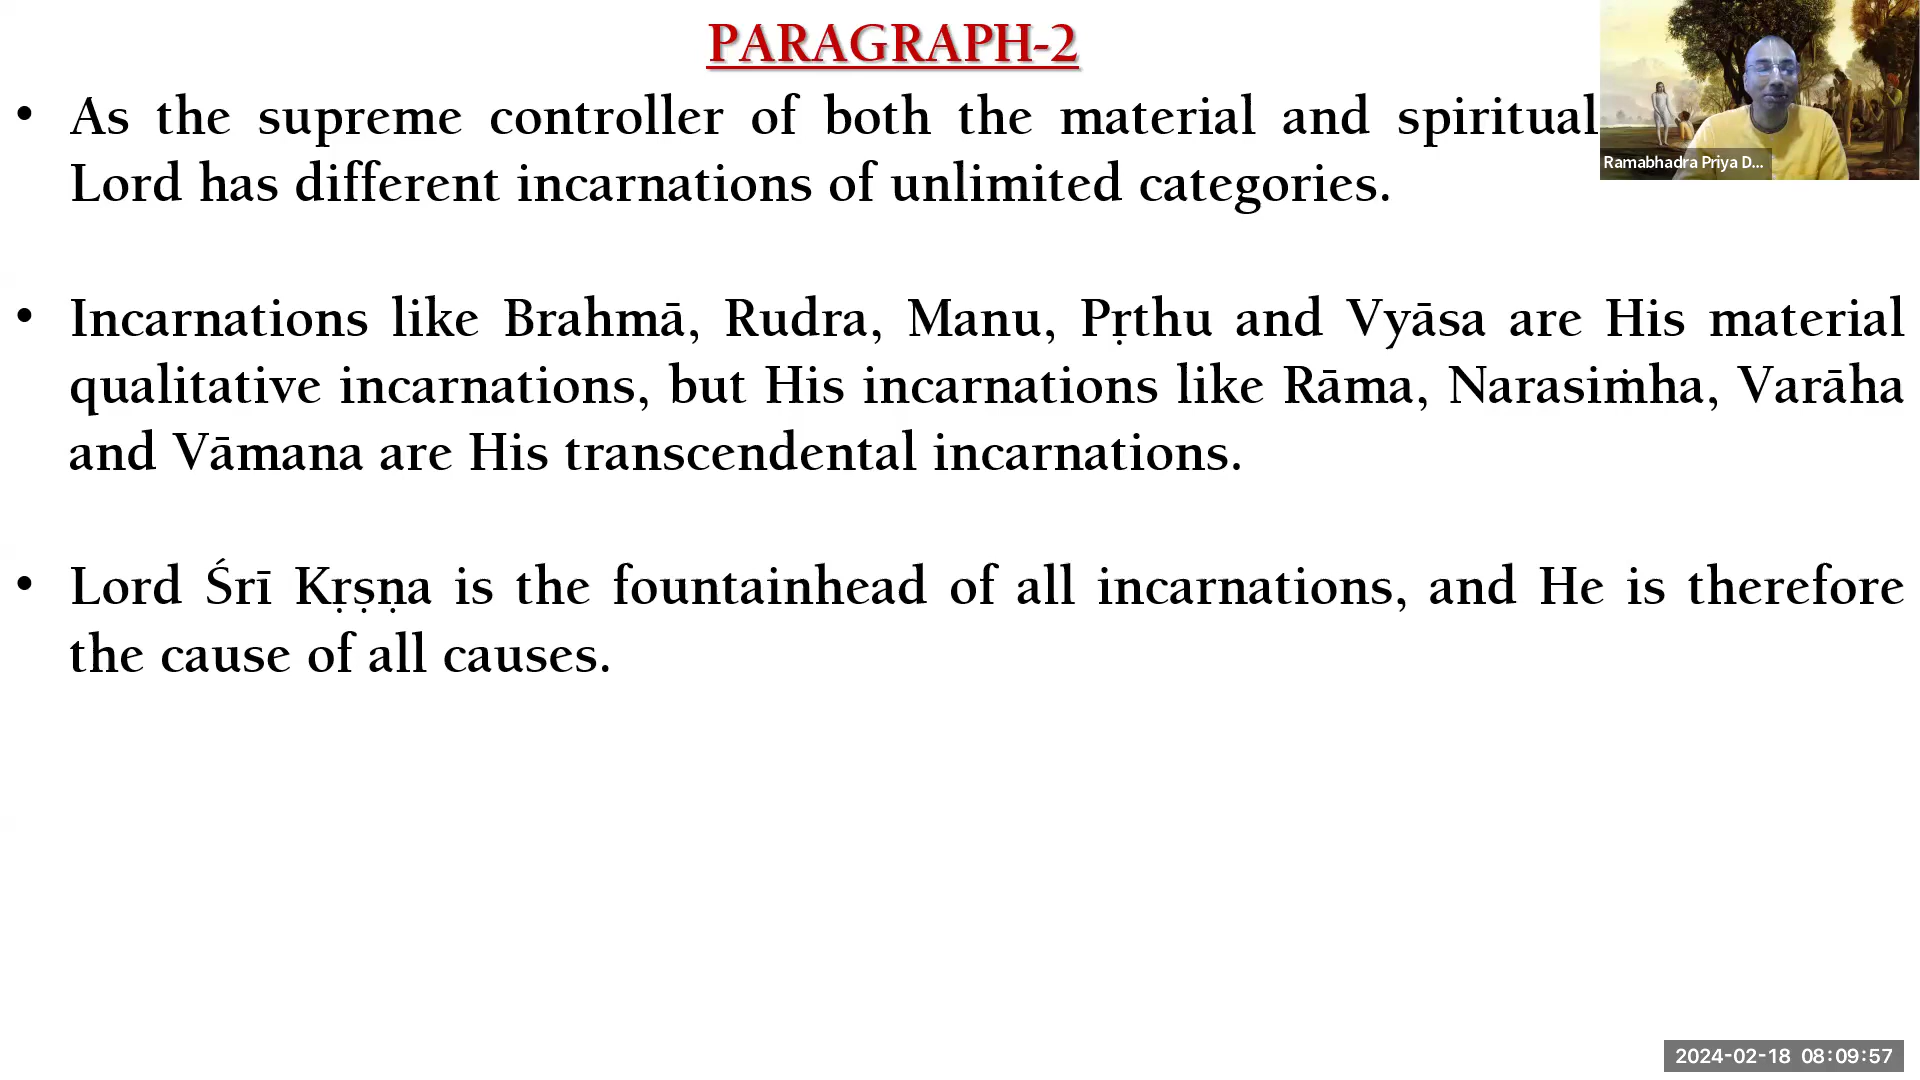 PARAGRAPH-2
• As the supreme controller of both the material and spiritual
Lord has different incarnations of unlimited categories.
• Incarnations like Brahmā, Rudra, Manu, Pṛthu and Vyāsa are His material
qualitative incarnations, but His incarnations like Rāma, Narasiṁha, Varāha
and Vāmana are His transcendental incarnations.
• Lord Śrī Kṛṣṇa is the fountainhead of all incarnations, and He is therefore
the cause of all causes.
Ramabhadra Priya D...
2024-02-18 08:09:57